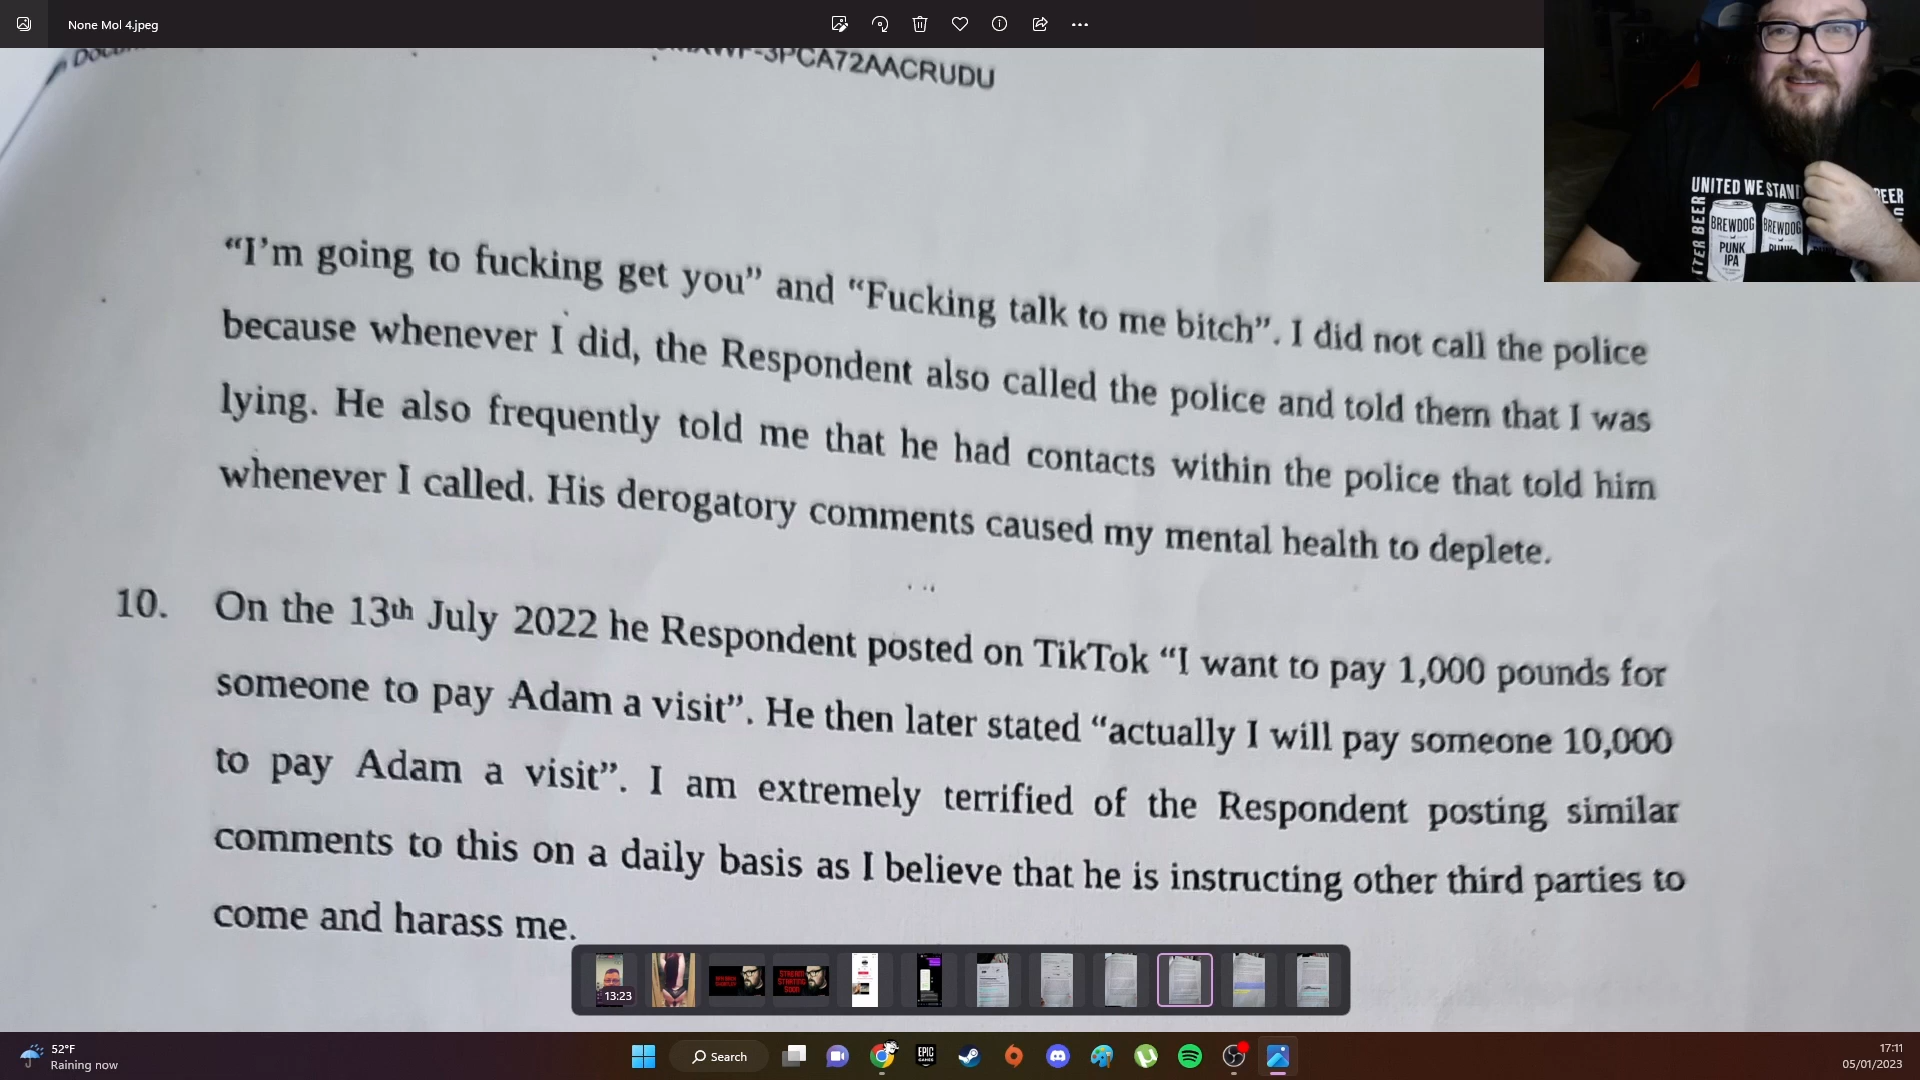 None Mol 4.jpeg
3PCA72AACRUDU
“I’m going to fucking get you” and “Fucking talk to me bitch”. I did not call the police
because whenever I did, the Respondent also called the police and told them that I was
lying. He also frequently told me that he had contacts within the police that told him
whenever I called. His derogatory comments caused my mental health to deplete.
10. On the 13th July 2022 he Respondent posted on TikTok “I want to pay 1,000 pounds for
someone to pay Adam a visit”. He then later stated “actually I will pay someone 10,000
to pay Adam a visit”. I am extremely terrified of the Respondent posting similar
comments to this on a daily basis as I believe that he is instructing other third parties to
come and harass me.
UNITED WE STAN
BREWDOG
PUNK
IPA
BREWDOG
13:23
STREAM
STARTING
SOON
52°F
Raining now
Search
EPIC
GAMES
17:11
05/01/2023